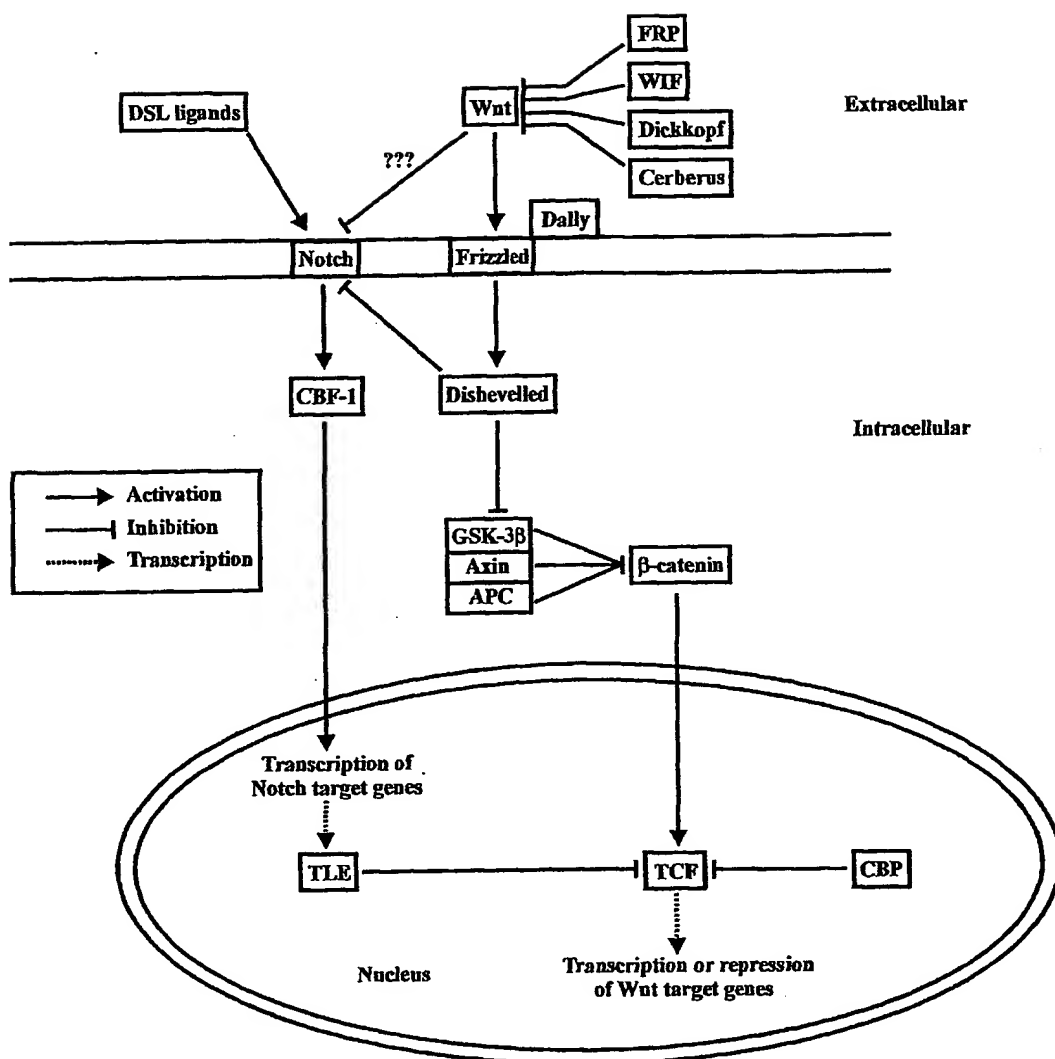 FRP
WIF
Wnt
DSL ligands
Extracellular
Dickkopf
???
Cerberus
Dally
Notch
Frizzled
CBF-1
Dishevelled
Intracellular
Activation
Inhibition
Transcription
GSK-3β
Axin
β-catenin
APC
Transcription of
Notch target genes
TLE
TCF
CBP
Nucleus
Transcription or repression
of Wnt target genes